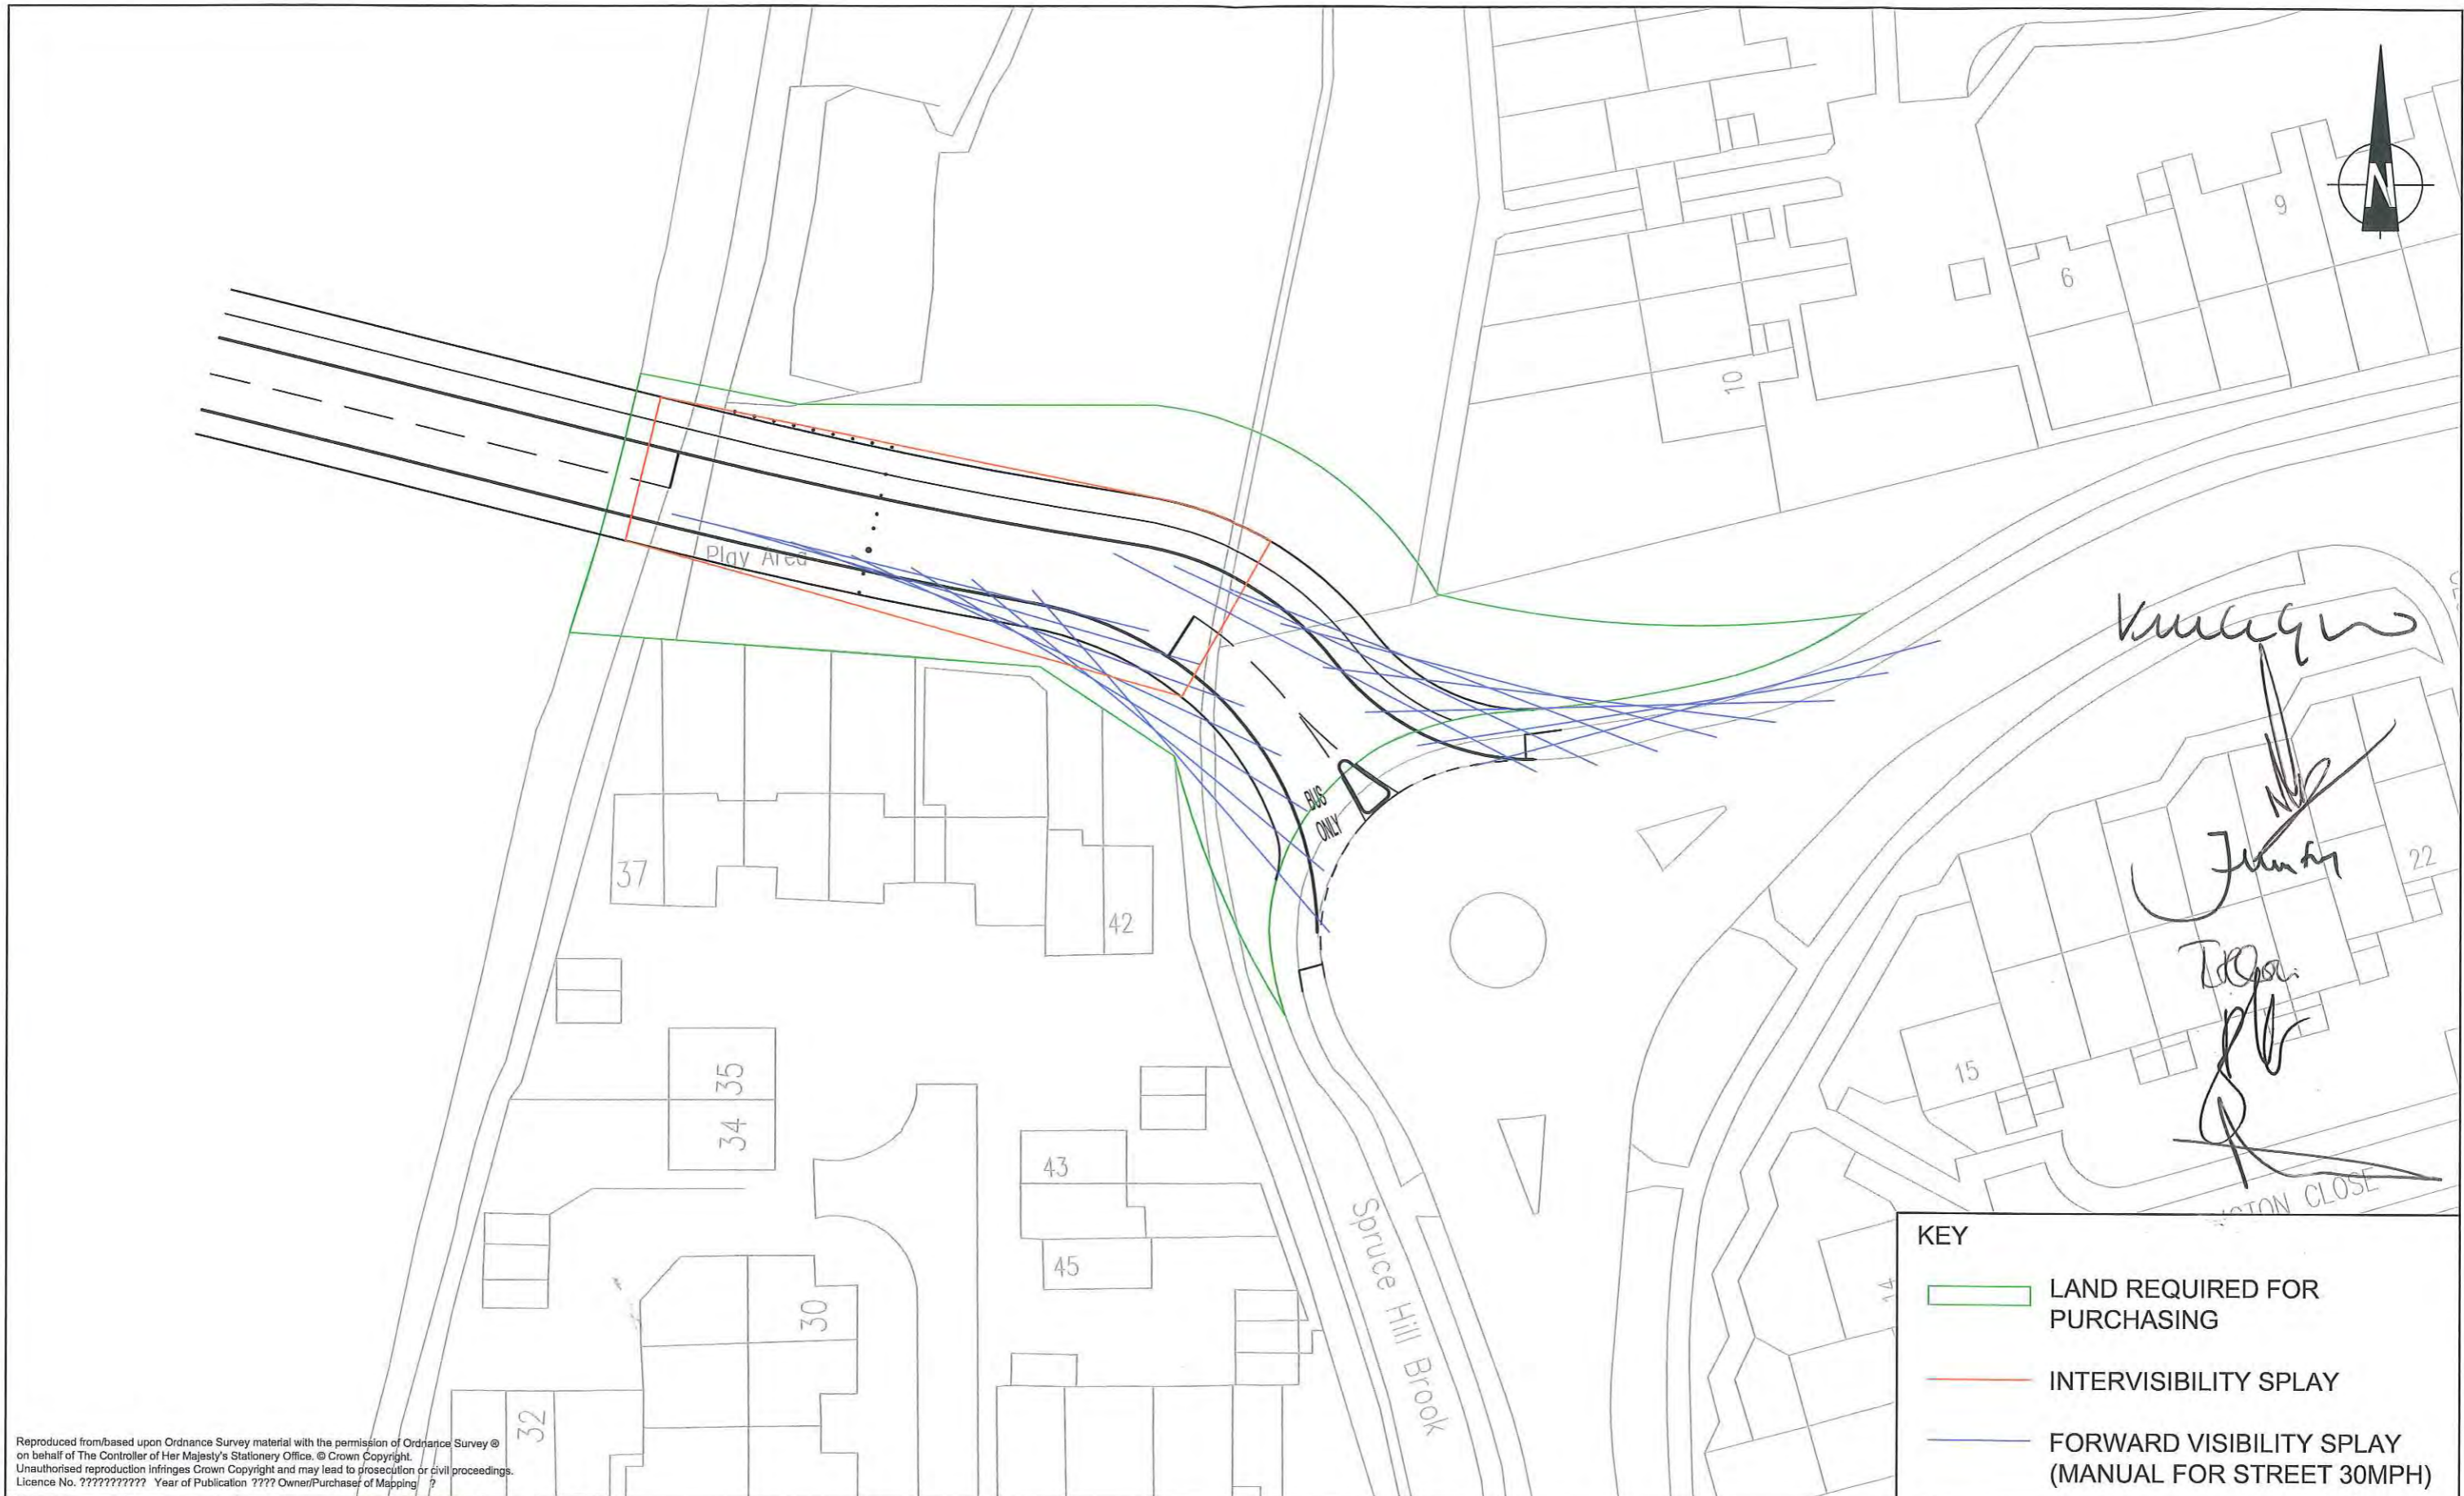 N
9
6
10
Play Area
BUS
ONLY
37
42
22
15
35
34
43
45
30
32
14
Spruce Hill Brook
CLOSE
KEY
LAND REQUIRED FOR
PURCHASING
INTERVISIBILITY SPLAY
FORWARD VISIBILITY SPLAY
(MANUAL FOR STREET 30MPH)
Reproduced from/based upon Ordnance Survey material with the permission of Ordnance Survey ®
on behalf of The Controller of Her Majesty's Stationery Office. © Crown Copyright.
Unauthorised reproduction infringes Crown Copyright and may lead to prosecution or civil proceedings.
Licence No. ??????????? Year of Publication ???? Owner/Purchaser of Mapping ?